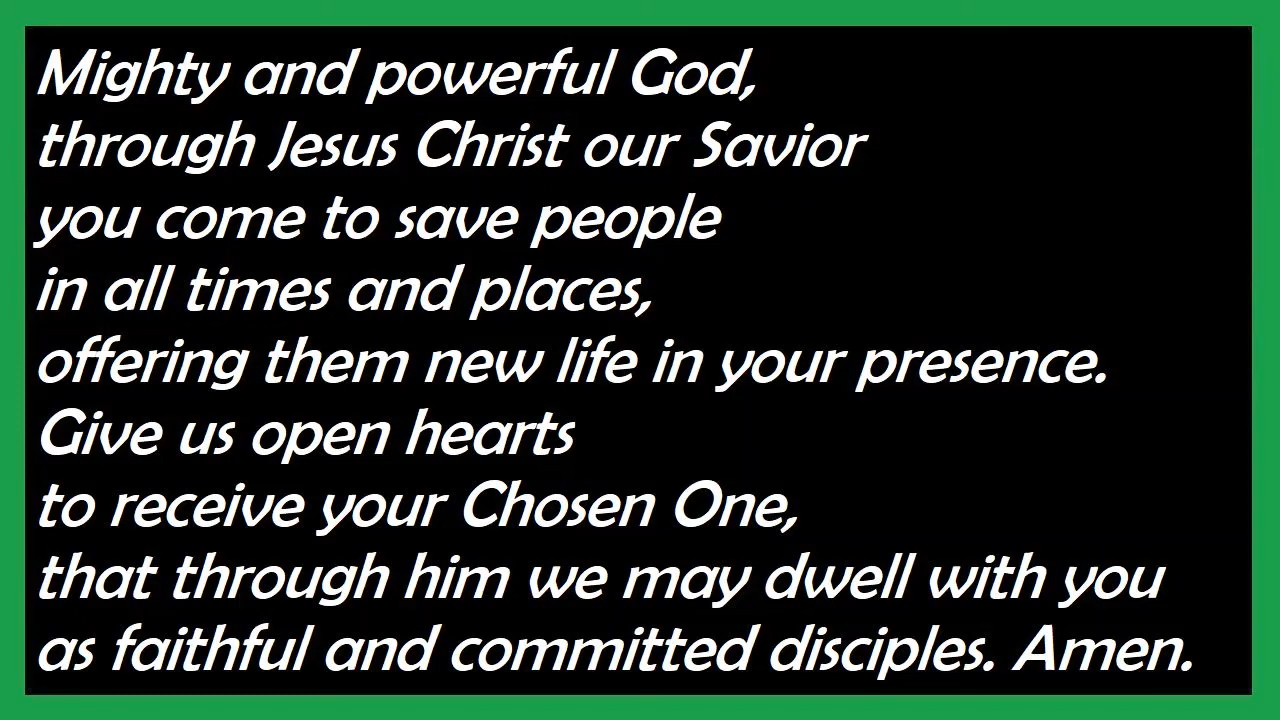 Mighty and powerful God,
through Jesus Christ our Savior
you come to save people
in all times and places,
offering them new life in your presence.
Give us open hearts
to receive your Chosen One,
that through him we may dwell with you
as faithful and committed disciples. Amen.